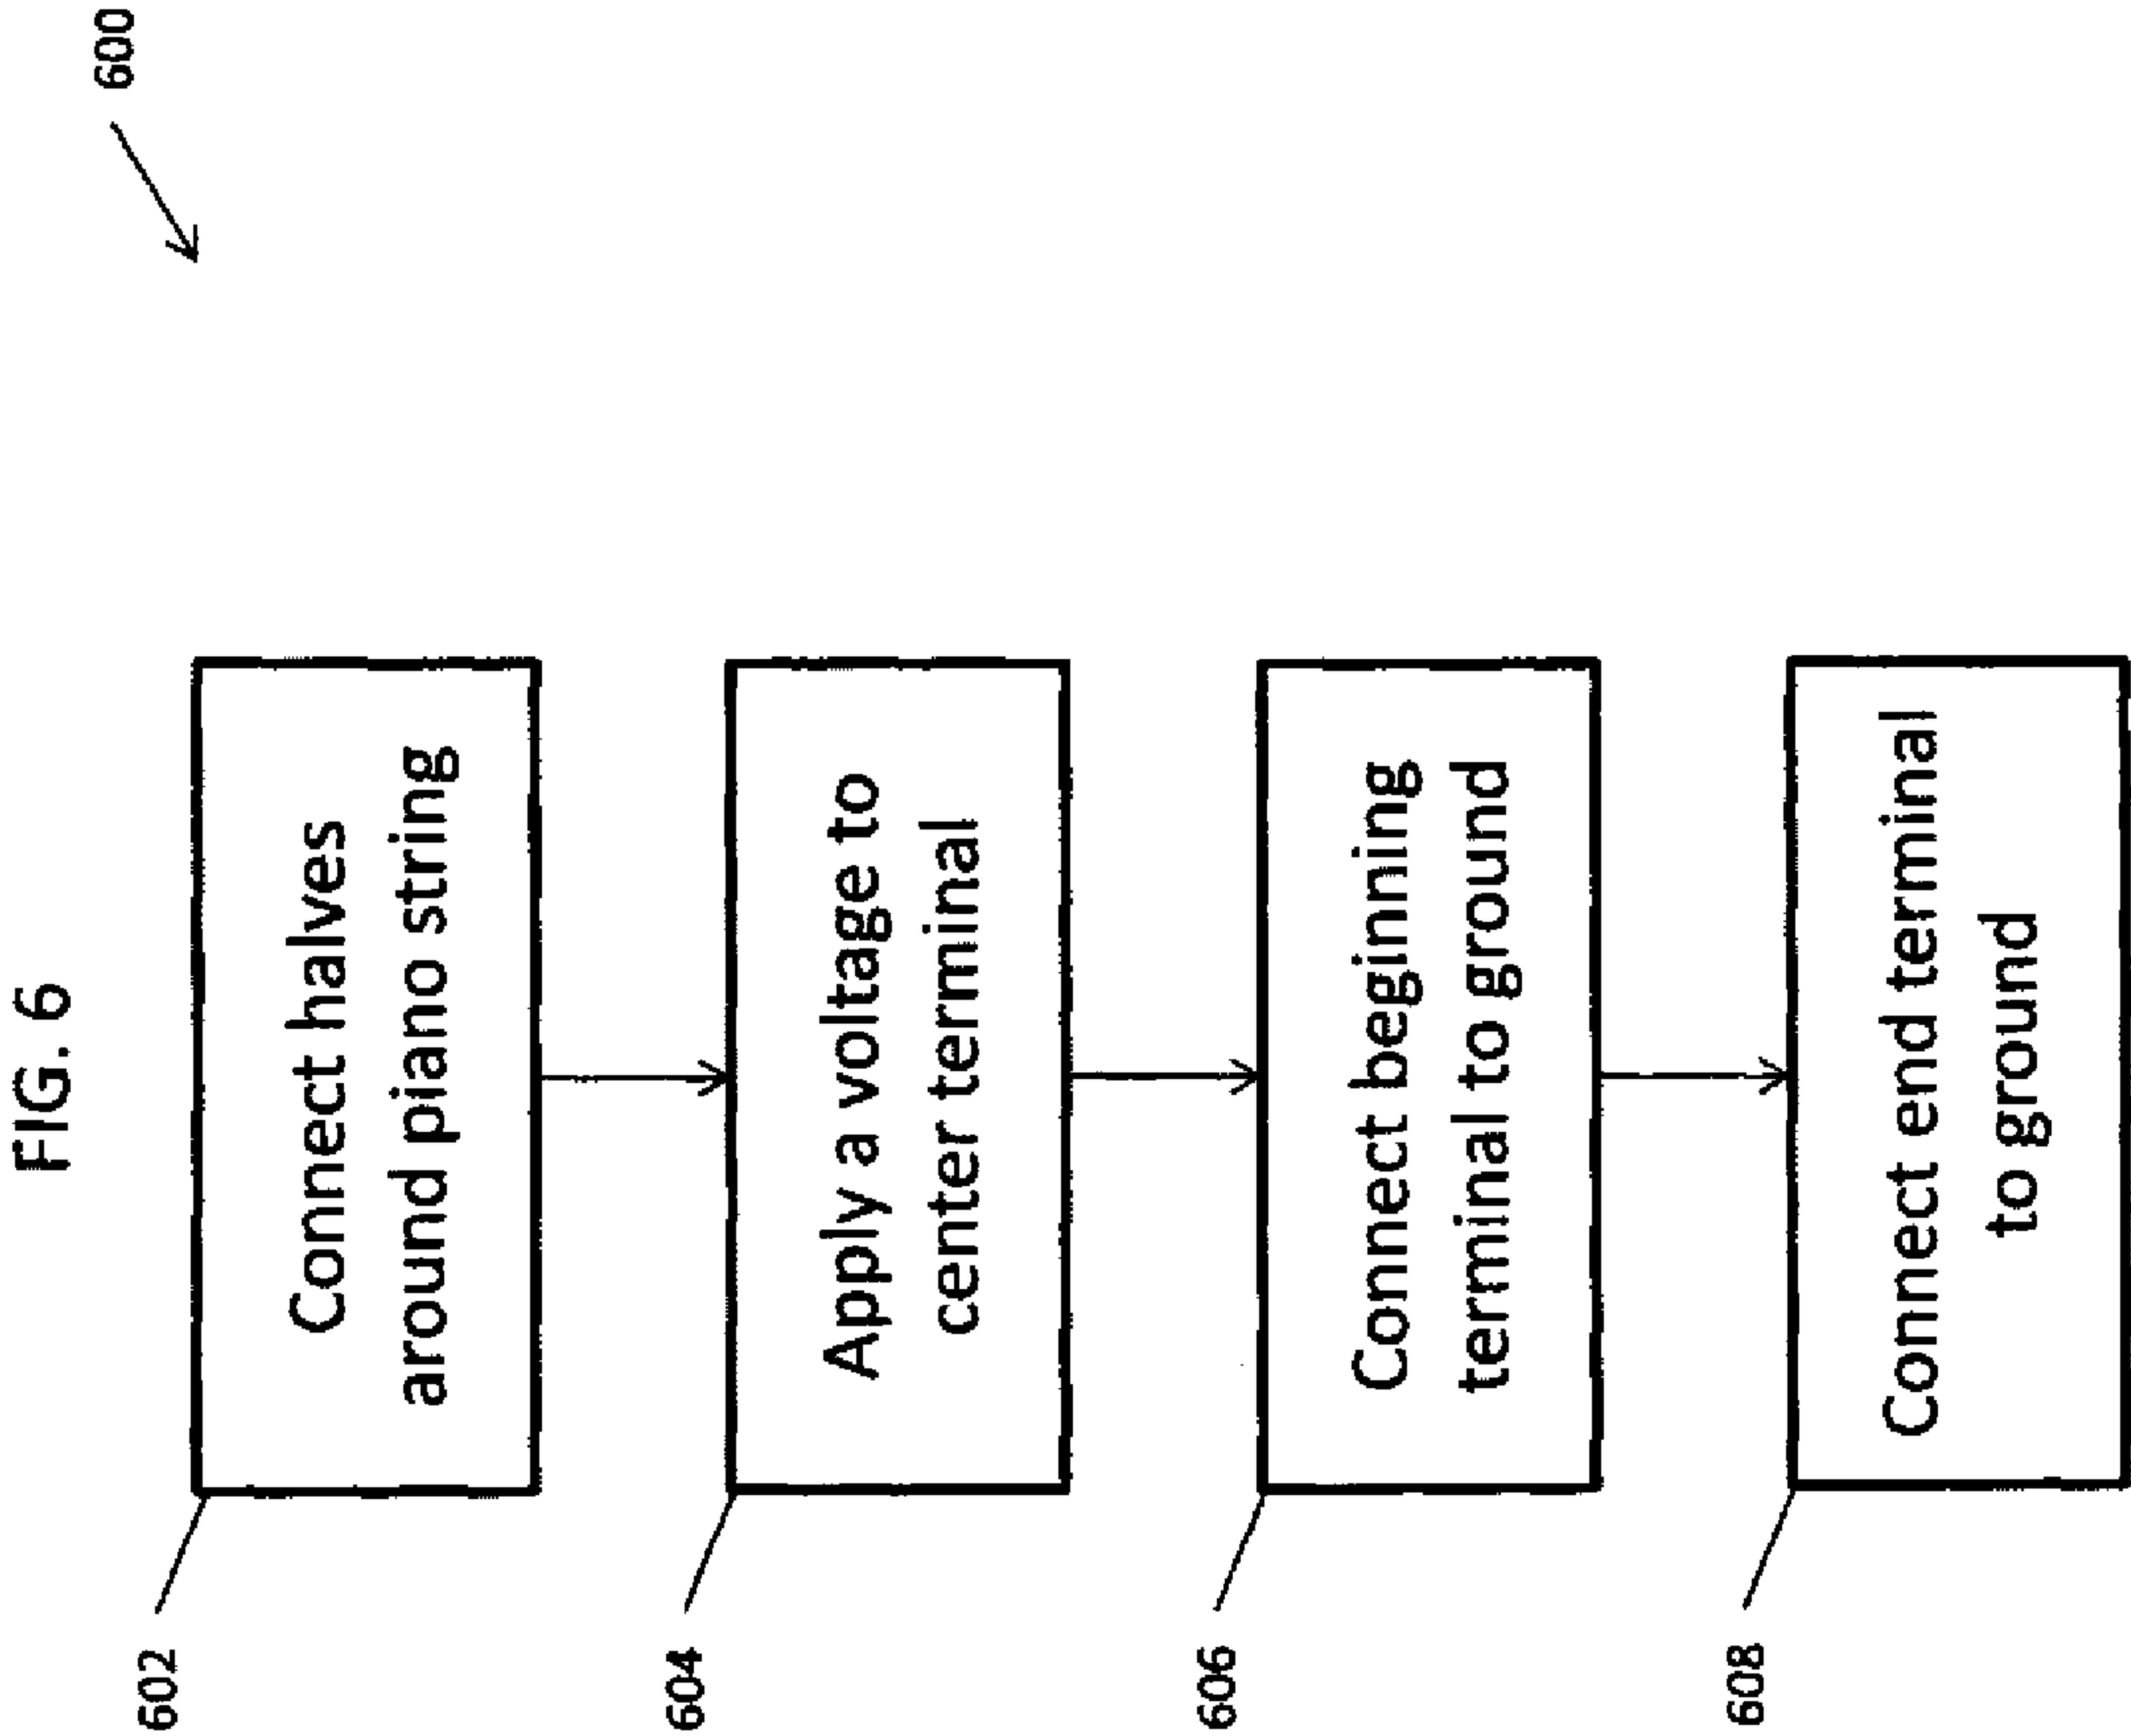 FIG. 6
600
602
Connect halves
around piano string
604
Apply a voltage to
center terminal
606
Connect beginning
terminal to ground
608
Connect end terminal
to ground